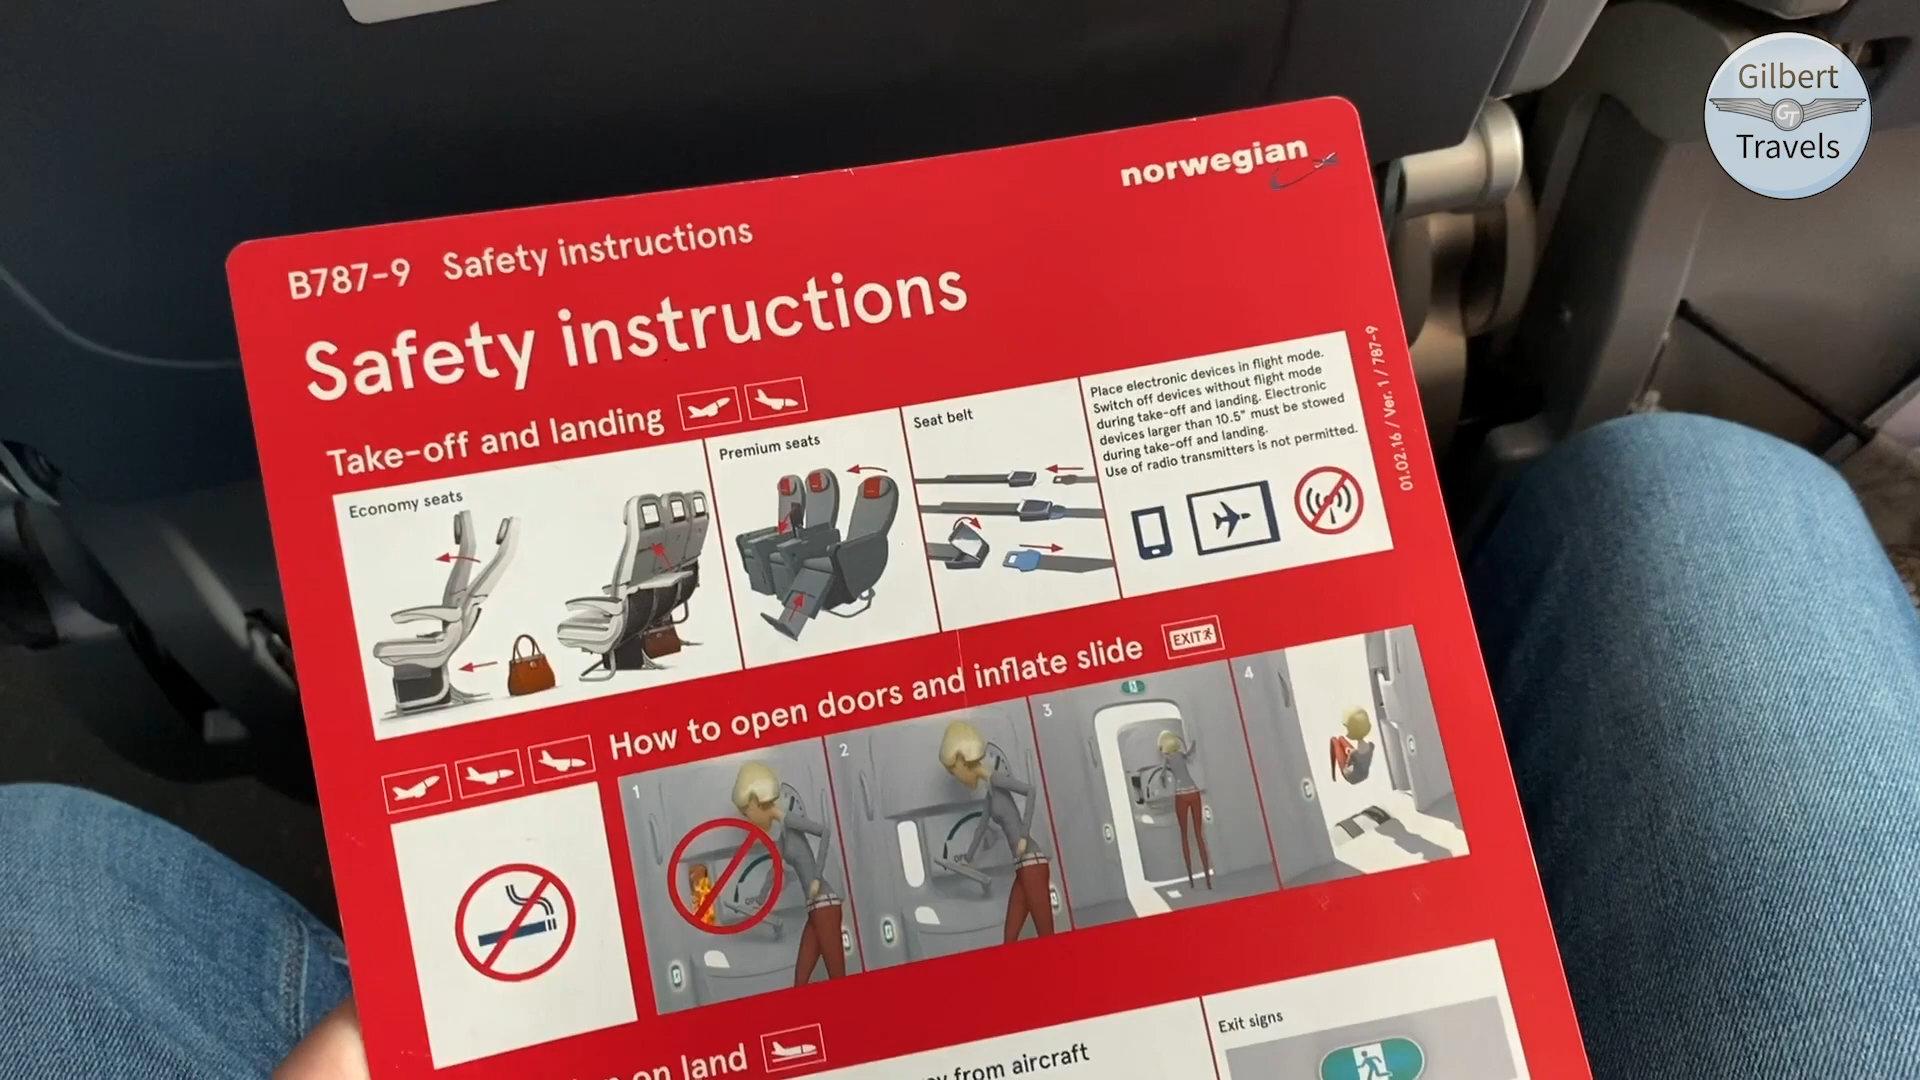 Gilbert
GT
Travels
norwegian
B787-9 Safety instructions
Safety instructions
Take-off and landing
Economy seats
Premium seats
Seat belt
Place electronic devices in flight mode.
Switch off devices without flight mode
during take-off and landing. Electronic
devices larger than 10.5" must be stowed
during take-off and landing.
Use of radio transmitters is not permitted.
01.02.16 / Ver. 1 / 787-9
How to open doors and inflate slide
EXIT
1
2
3
4
on land
from aircraft
Exit signs